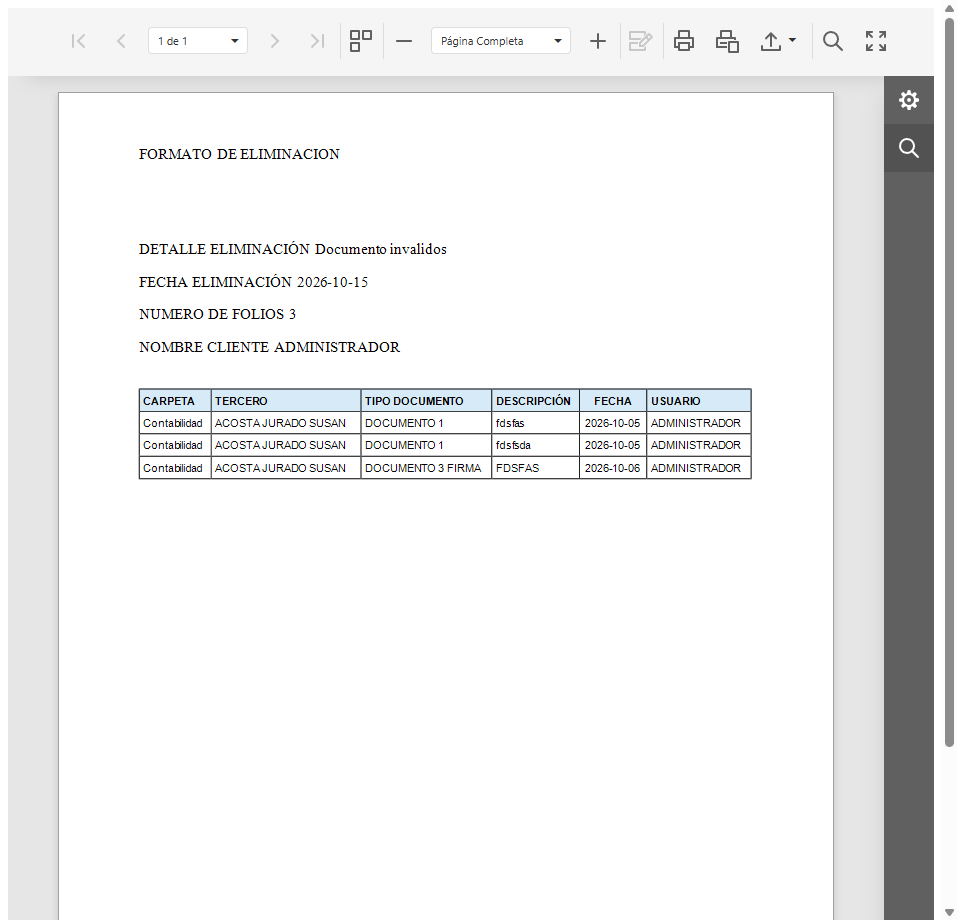 1 de 1
Página Completa
FORMATO DE ELIMINACION
DETALLE ELIMINACIÓN Documento invalidos
FECHA ELIMINACIÓN 2026-10-15
NUMERO DE FOLIOS 3
NOMBRE CLIENTE ADMINISTRADOR
CARPETA TERCERO TIPO DOCUMENTO DESCRIPCIÓN FECHA USUARIO
Contabilidad ACOSTA JURADO SUSAN DOCUMENTO 1 fdsfas 2026-10-05 ADMINISTRADOR
Contabilidad ACOSTA JURADO SUSAN DOCUMENTO 1 fdsfsda 2026-10-05 ADMINISTRADOR
Contabilidad ACOSTA JURADO SUSAN DOCUMENTO 3 FIRMA FDSFAS 2026-10-06 ADMINISTRADOR